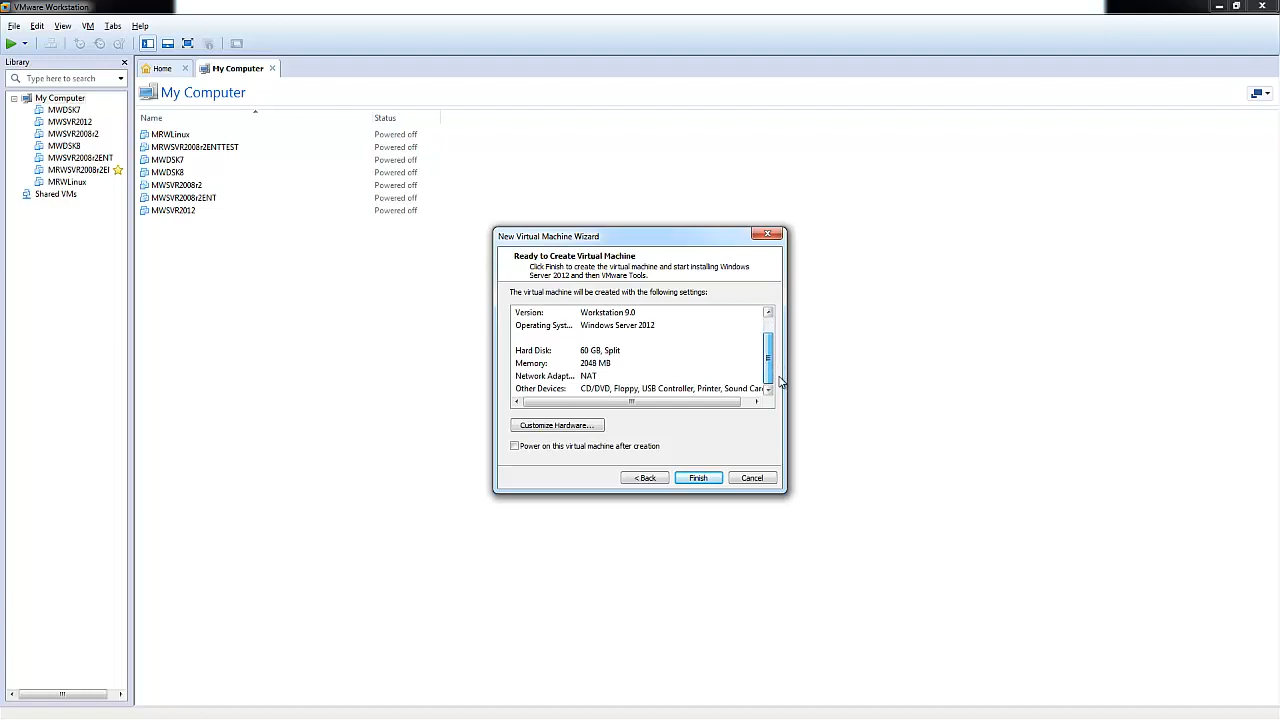 VMware Workstation
File Edit View VM Tabs Help
Library
Type here to search
My Computer
MWDSK7
MWSVR2012
MWSVR2008r2
MWDSK8
MWSVR2008r2ENT
MRWSVR2008r2EI
MRWLinux
Shared VMs
Home
My Computer
My Computer
Name Status
MRWLinux Powered off
MRWSVR2008r2ENTTEST Powered off
MWDSK7 Powered off
MWDSK8 Powered off
MWSVR2008r2 Powered off
MWSVR2008r2ENT Powered off
MWSVR2012 Powered off
New Virtual Machine Wizard
Ready to Create Virtual Machine
Click Finish to create the virtual machine and start installing Windows
Server 2012 and then VMware Tools.
The virtual machine will be created with the following settings:
Version: Workstation 9.0
Operating Syst... Windows Server 2012
Hard Disk: 60 GB, Split
Memory: 2048 MB
Network Adapt... NAT
Other Devices: CD/DVD, Floppy, USB Controller, Printer, Sound Card
Customize Hardware...
Power on this virtual machine after creation
< Back Finish Cancel